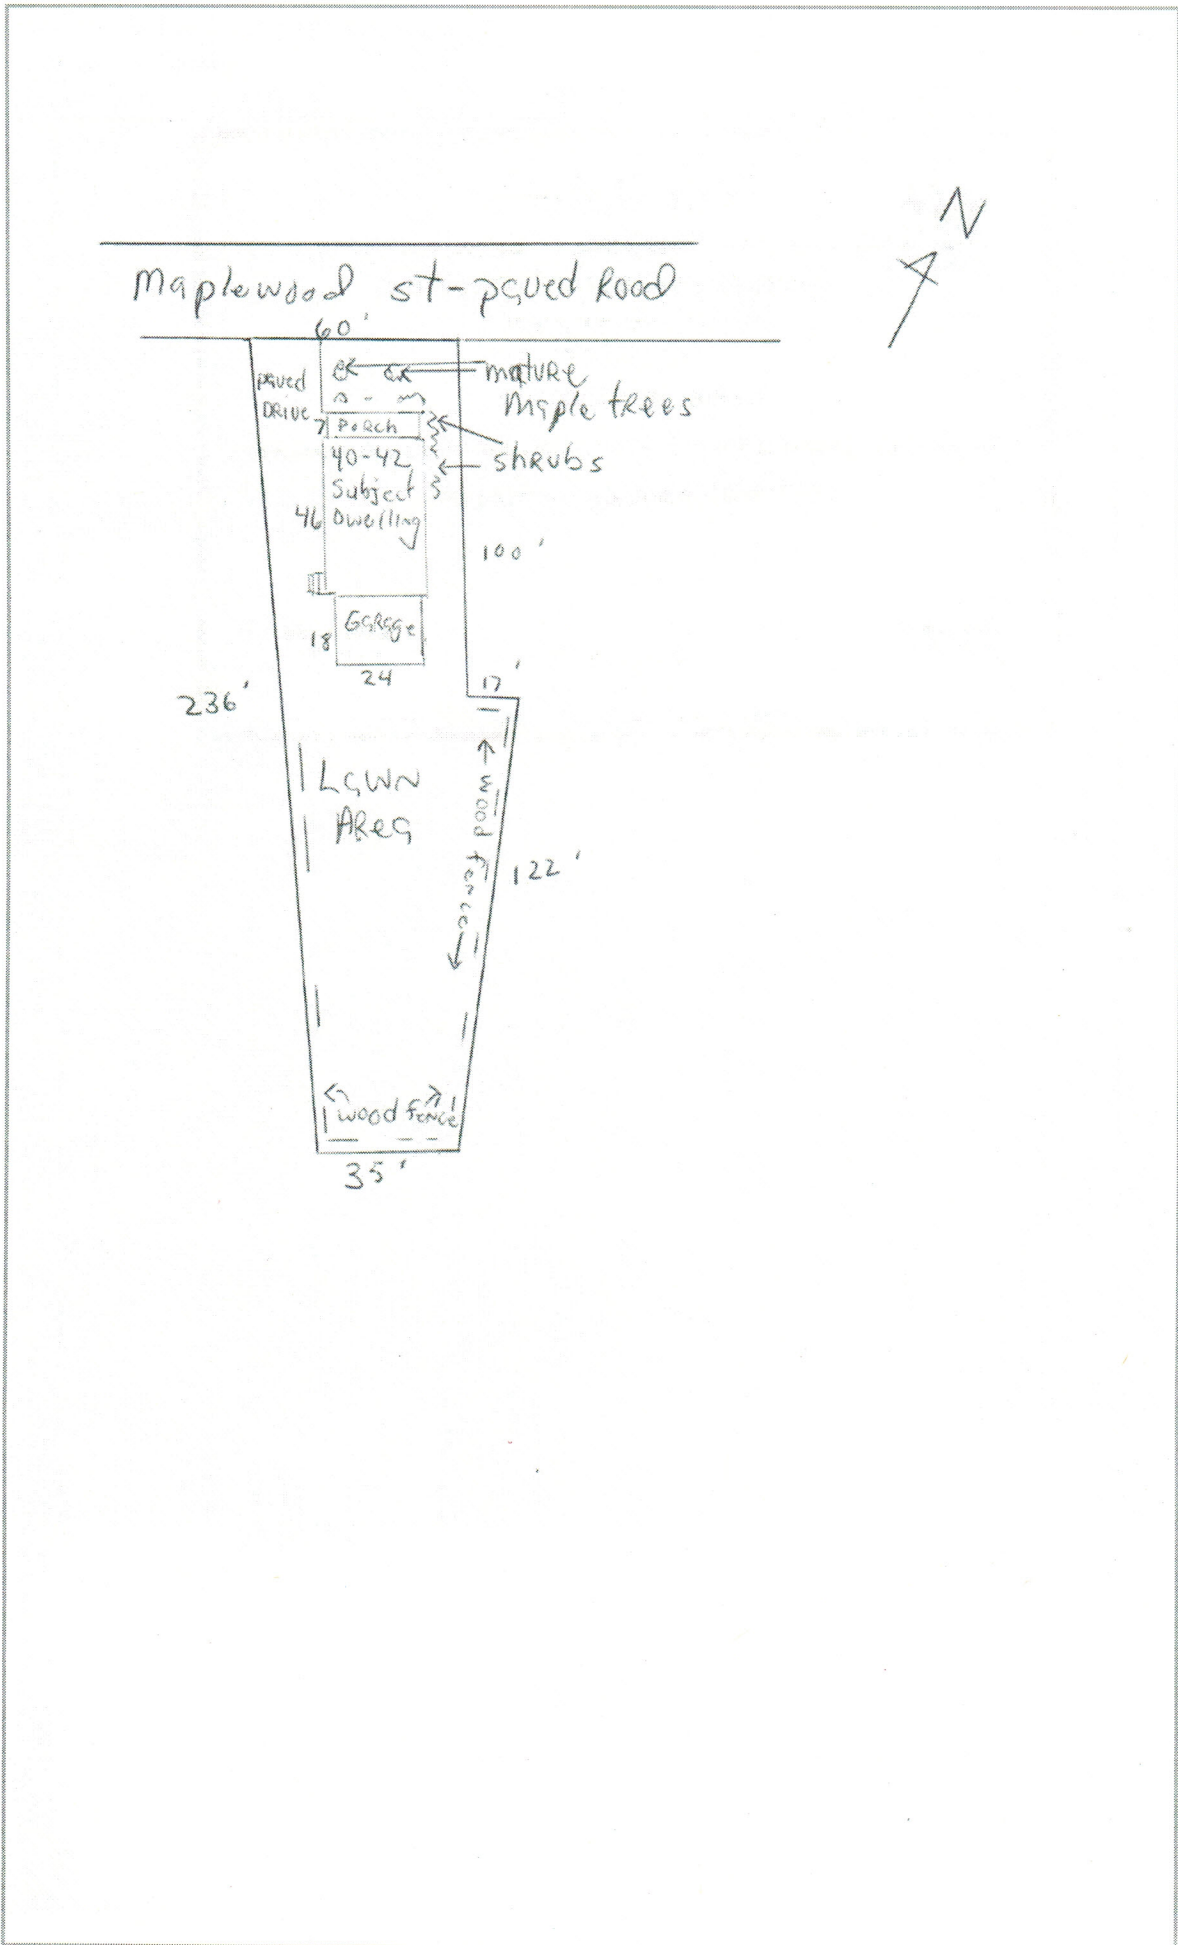 N
Maplewood st-paved Road
60'
paved
DRIVE
mature
Maple trees
7
PORCH
shrubs
40-42
Subject
Dwelling
46
100'
GARage
18
24
17'
236'
LaWN
AReA
wood fence
122'
wood fence
35'